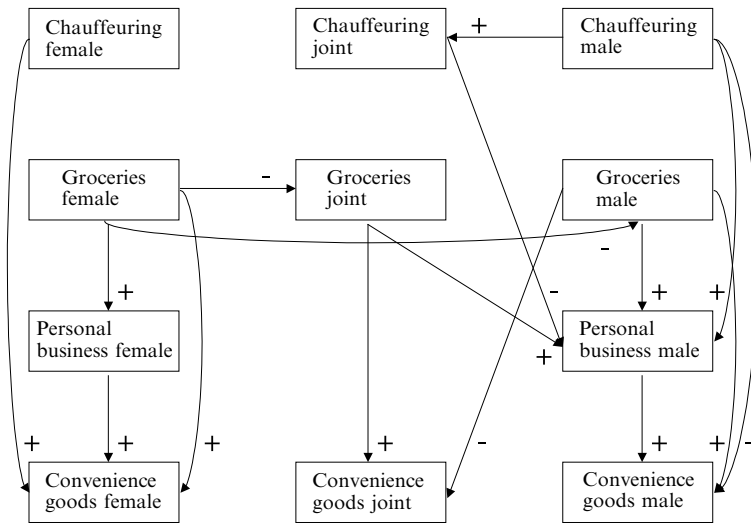 Chauffeuring
female
Chauffeuring
joint
+
Chauffeuring
male
Groceries
female
-
Groceries
joint
Groceries
male
-
+
-
+
+
Personal
business female
+
Personal
business male
+
+
+
+
-
+
+
-
Convenience
goods female
Convenience
goods joint
Convenience
goods male